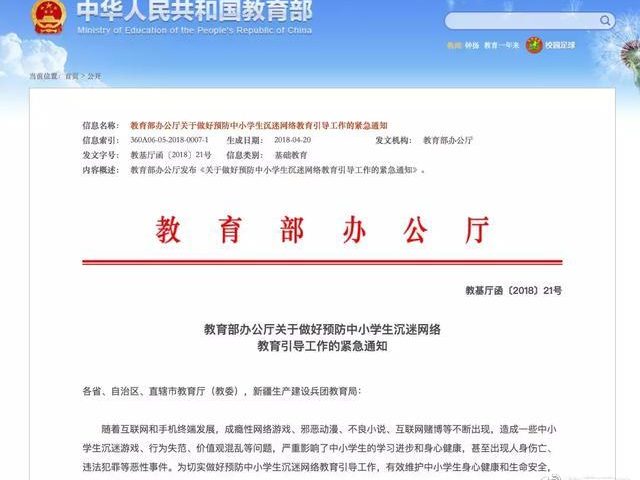 中华人民共和国教育部
Ministry of Education of the People's Republic of China
教闻 钟扬 教育一年来 校园足球
当前位置：首页 > 公开
信息名称： 教育部办公厅关于做好预防中小学生沉迷网络教育引导工作的紧急通知
信息索引： 360A06-05-2018-0007-1 生成日期： 2018-04-20 发文机构： 教育部办公厅
发文字号： 教基厅函〔2018〕21号 信息类别： 基础教育
内容概述： 教育部办公厅发布《关于做好预防中小学生沉迷网络教育引导工作的紧急通知》。
教育部办公厅
教基厅函〔2018〕21号
教育部办公厅关于做好预防中小学生沉迷网络
教育引导工作的紧急通知
各省、自治区、直辖市教育厅（教委），新疆生产建设兵团教育局：
随着互联网和手机终端发展，成瘾性网络游戏、邪恶动漫、不良小说、互联网赌博等不断出现，造成一些中小
学生沉迷游戏、行为失范、价值观混乱等问题，严重影响了中小学生的学习进步和身心健康，甚至出现人身伤亡、
违法犯罪等恶性事件。为切实做好预防中小学生沉迷网络教育引导工作，有效维护中小学生身心健康和生命安全，